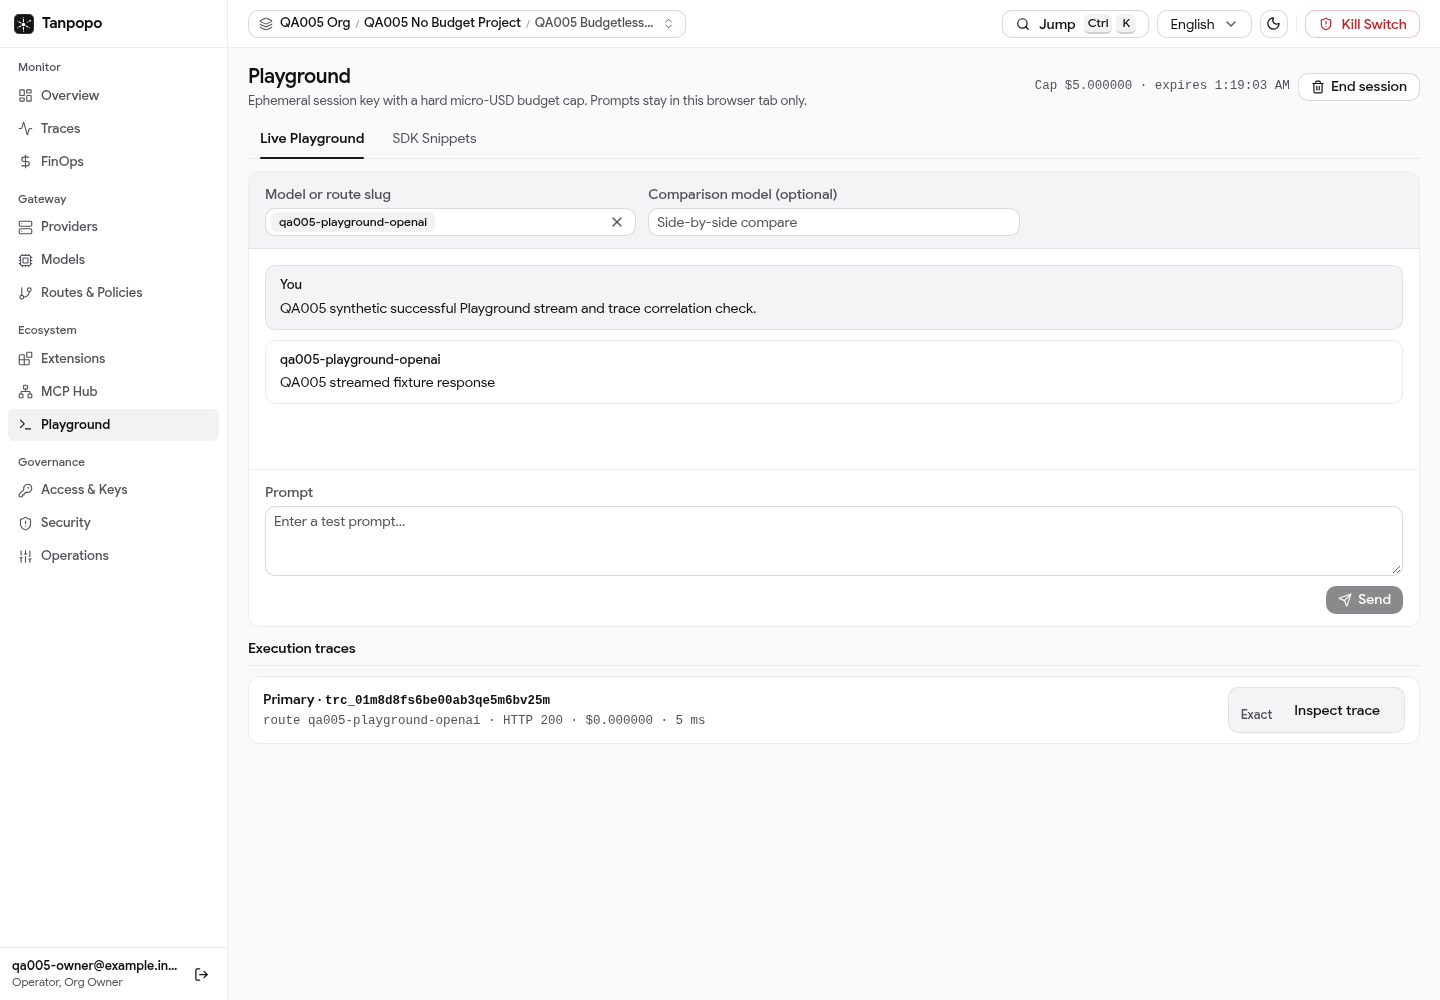 Tanpopo
QA005 Org / QA005 No Budget Project / QA005 Budgetless...
Jump Ctrl K
English
Kill Switch
Monitor
Overview
Traces
FinOps
Gateway
Providers
Models
Routes & Policies
Ecosystem
Extensions
MCP Hub
Playground
Governance
Access & Keys
Security
Operations
qa005-owner@example.in...
Operator, Org Owner
Playground
Ephemeral session key with a hard micro-USD budget cap. Prompts stay in this browser tab only.
Cap $5.000000 · expires 1:19:03 AM
End session
Live Playground
SDK Snippets
Model or route slug
qa005-playground-openai
Comparison model (optional)
Side-by-side compare
You
QA005 synthetic successful Playground stream and trace correlation check.
qa005-playground-openai
QA005 streamed fixture response
Prompt
Enter a test prompt...
Send
Execution traces
Primary · trc_01m8d8fs6be00ab3qe5m6bv25m
route qa005-playground-openai · HTTP 200 · $0.000000 · 5 ms
Exact
Inspect trace